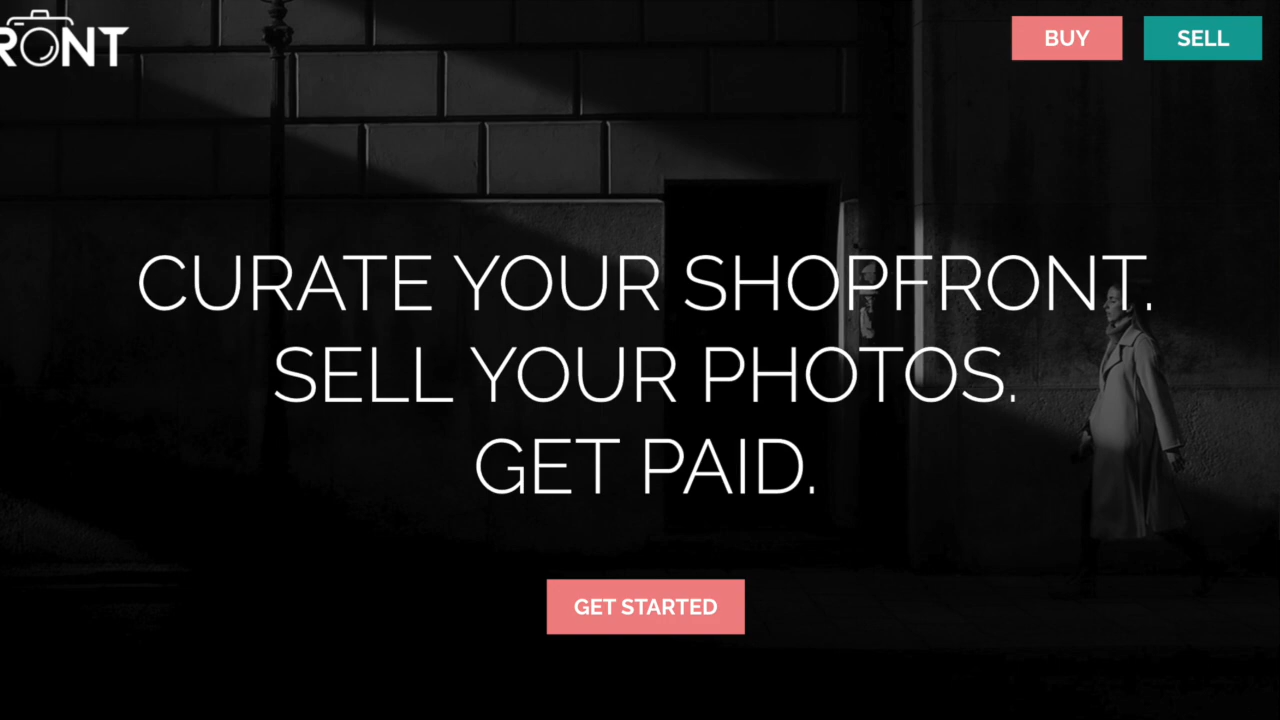 RONT
BUY
SELL
CURATE YOUR SHOPFRONT.
SELL YOUR PHOTOS.
GET PAID.
GET STARTED